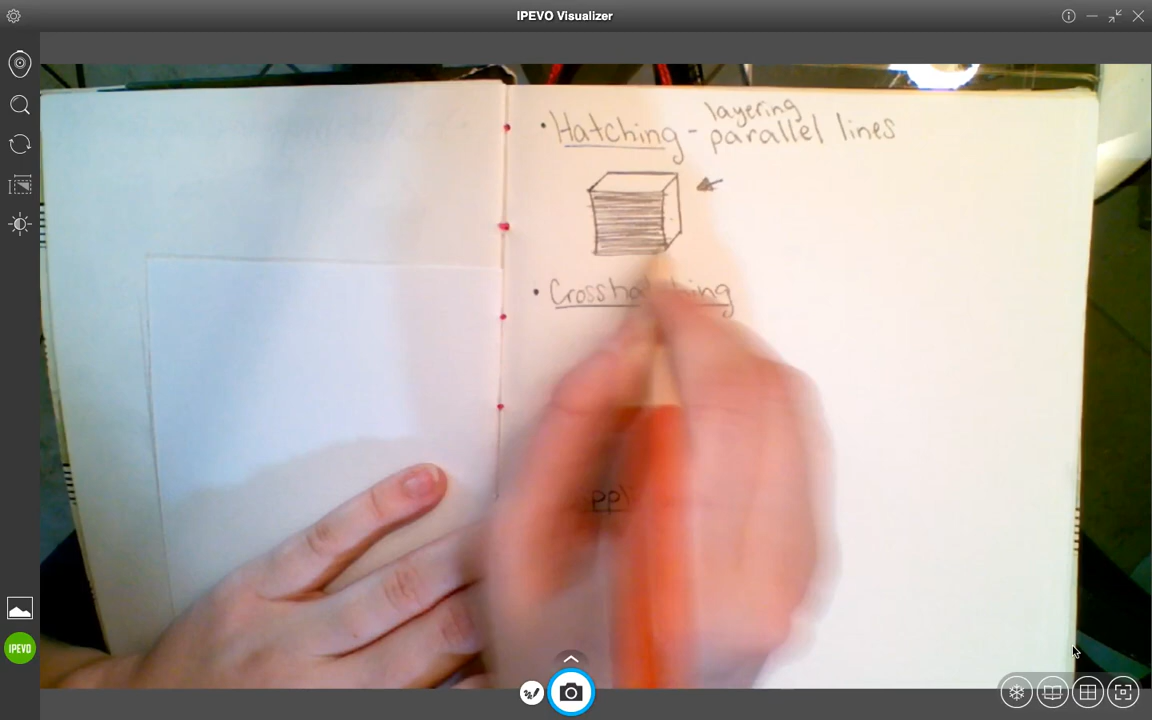 IPEVO Visualizer
layering
• Hatching - parallel lines
•
IPEVO